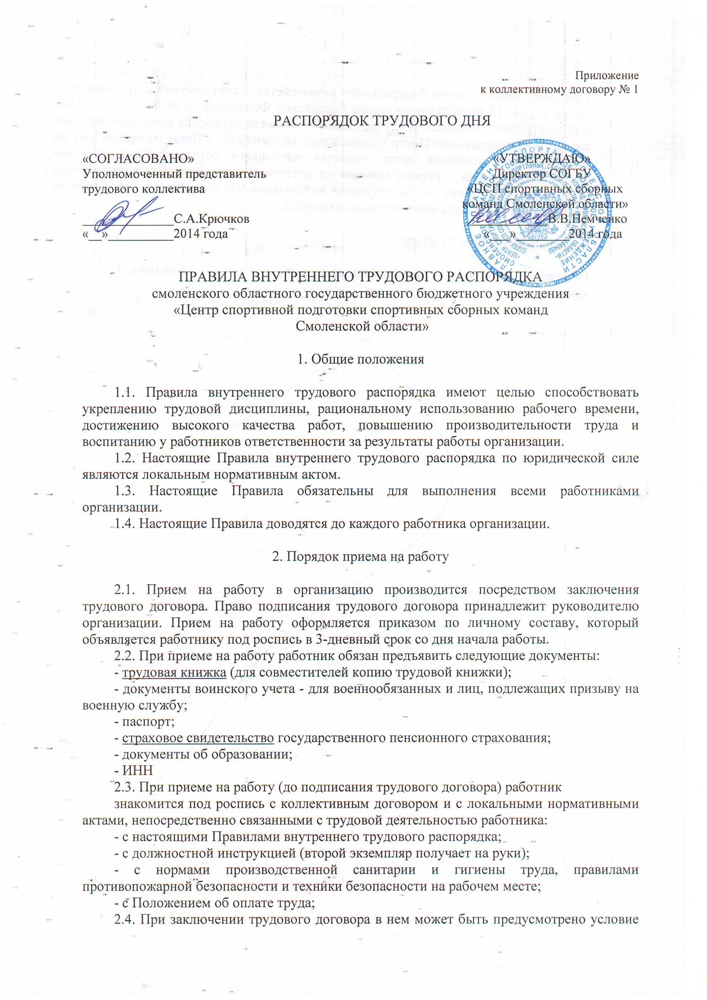 Приложение
к коллективному договору № 1
РАСПОРЯДОК ТРУДОВОГО ДНЯ
«СОГЛАСОВАНО»
Уполномоченный представитель
трудового коллектива
____________С.А.Крючков
«__»__________2014 года
«УТВЕРЖДАЮ»
Директор СОГБУ
«ЦСП спортивных сборных
команд Смоленской области»
____________В.В.Пемченко
«__»________2014 года
ПРАВИЛА ВНУТРЕННЕГО ТРУДОВОГО РАСПОРЯДКА
смоленского областного государственного бюджетного учреждения
«Центр спортивной подготовки спортивных сборных команд
Смоленской области»
1. Общие положения
1.1. Правила внутреннего трудового распорядка имеют целью способствовать
укреплению трудовой дисциплины, рациональному использованию рабочего времени,
достижению высокого качества работ, повышению производительности труда и
воспитанию у работников ответственности за результаты работы организации.
1.2. Настоящие Правила внутреннего трудового распорядка по юридической силе
являются локальным нормативным актом.
1.3. Настоящие Правила обязательны для выполнения всеми работниками
организации.
1.4. Настоящие Правила доводятся до каждого работника организации.
2. Порядок приема на работу
2.1. Прием на работу в организацию производится посредством заключения
трудового договора. Право подписания трудового договора принадлежит руководителю
организации. Прием на работу оформляется приказом по личному составу, который
объявляется работнику под роспись в 3-дневный срок со дня начала работы.
2.2. При приеме на работу работник обязан предъявить следующие документы:
- трудовая книжка (для совместителей копию трудовой книжки);
- документы воинского учета - для военнообязанных и лиц, подлежащих призыву на
военную службу;
- паспорт;
- страховое свидетельство государственного пенсионного страхования;
- документы об образовании;
- ИНН
2.3. При приеме на работу (до подписания трудового договора) работник
знакомится под роспись с коллективным договором и с локальными нормативными
актами, непосредственно связанными с трудовой деятельностью работника:
- с настоящими Правилами внутреннего трудового распорядка;
- с должностной инструкцией (второй экземпляр получает на руки);
- с нормами производственной санитарии и гигиены труда, правилами
противопожарной безопасности и техники безопасности на рабочем месте;
- с Положением об оплате труда;
2.4. При заключении трудового договора в нем может быть предусмотрено условие